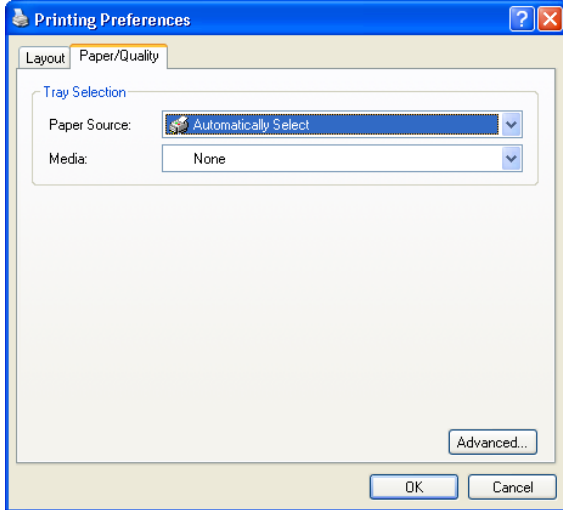 Printing Preferences
Layout Paper/Quality
Tray Selection
Paper Source: Automatically Select
Media: None
Advanced...
OK Cancel